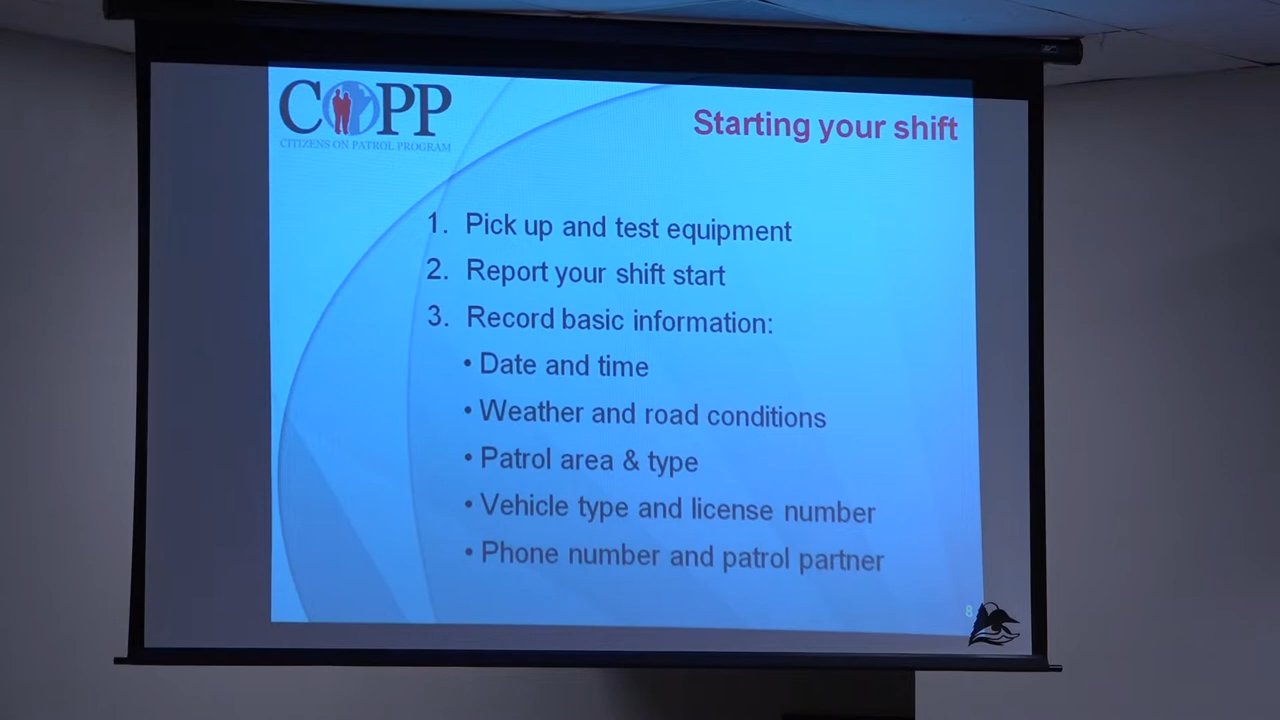 COPP
CITIZENS ON PATROL PROGRAM
Starting your shift
1. Pick up and test equipment
2. Report your shift start
3. Record basic information:
• Date and time
• Weather and road conditions
• Patrol area & type
• Vehicle type and license number
• Phone number and patrol partner
8